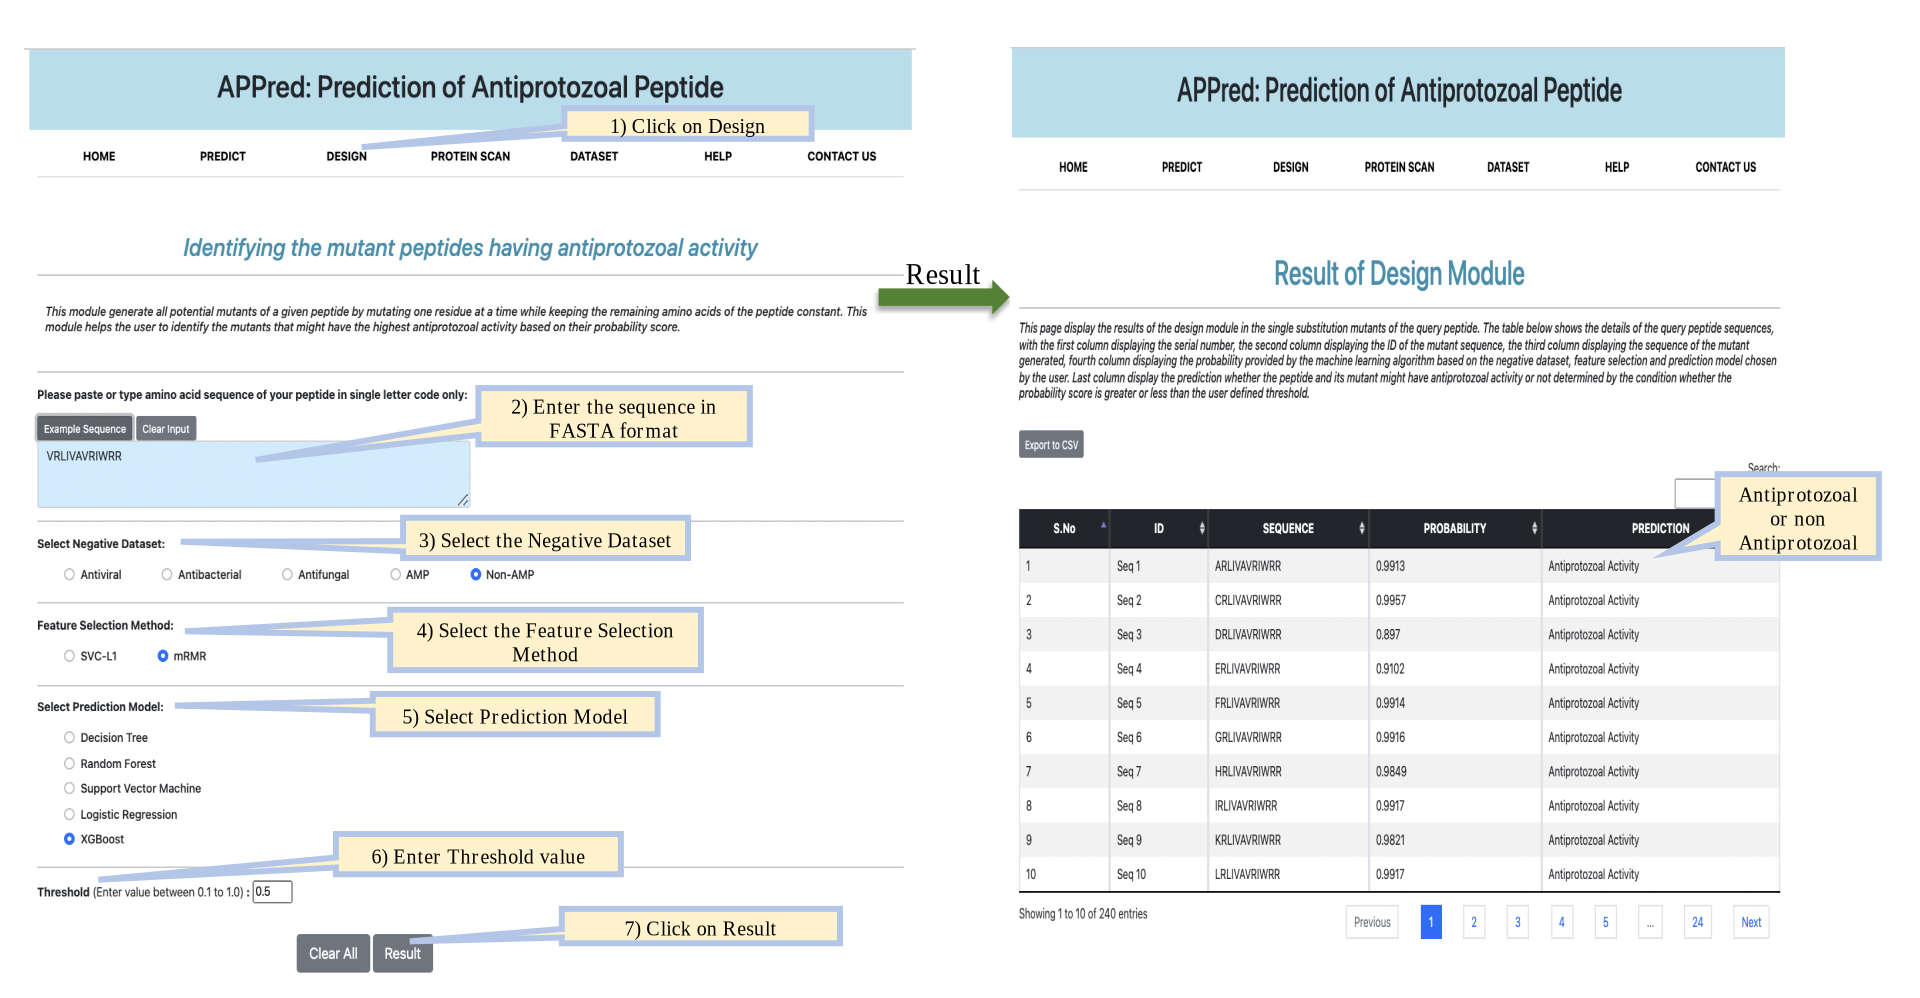 APPred: Prediction of Antiprotozoal Peptide
1) Click on Design
HOME PREDICT DESIGN PROTEIN SCAN DATASET HELP CONTACT US
Identifying the mutant peptides having antiprotozoal activity
This module generate all potential mutants of a given peptide by mutating one residue at a time while keeping the remaining amino acids of the peptide constant. This
module helps the user to identify the mutants that might have the highest antiprotozoal activity based on their probability score.
Please paste or type amino acid sequence of your peptide in single letter code only:
2) Enter the sequence in
FASTA format
Example Sequence Clear Input
VRLIVAVRIWRR
Select Negative Dataset:
3) Select the Negative Dataset
Antiviral Antibacterial Antifungal AMP Non-AMP
Feature Selection Method:
4) Select the Feature Selection
Method
SVC-L1 mRMR
Select Prediction Model:
5) Select Prediction Model
Decision Tree
Random Forest
Support Vector Machine
Logistic Regression
XGBoost
6) Enter Threshold value
Threshold (Enter value between 0.1 to 1.0) : 0.5
7) Click on Result
Clear All Result
Result
APPred: Prediction of Antiprotozoal Peptide
HOME PREDICT DESIGN PROTEIN SCAN DATASET HELP CONTACT US
Result of Design Module
This page display the results of the design module in the single substitution mutants of the query peptide. The table below shows the details of the query peptide sequences,
with the first column displaying the serial number, the second column displaying the ID of the mutant sequence, the third column displaying the sequence of the mutant
generated, fourth column displaying the probability provided by the machine learning algorithm based on the negative dataset, feature selection and prediction model chosen
by the user. Last column display the prediction whether the peptide and its mutant might have antiprotozoal activity or not determined by the condition whether the
probability score is greater or less than the user defined threshold.
Export to CSV
Search:
Antiprotozoal
or non
Antiprotozoal
S.No ID SEQUENCE PROBABILITY PREDICTION
1 Seq 1 ARLIVAVRIWRR 0.9913 Antiprotozoal Activity
2 Seq 2 CRLIVAVRIWRR 0.9957 Antiprotozoal Activity
3 Seq 3 DRLIVAVRIWRR 0.897 Antiprotozoal Activity
4 Seq 4 ERLIVAVRIWRR 0.9102 Antiprotozoal Activity
5 Seq 5 FRLIVAVRIWRR 0.9914 Antiprotozoal Activity
6 Seq 6 GRLIVAVRIWRR 0.9916 Antiprotozoal Activity
7 Seq 7 HRLIVAVRIWRR 0.9849 Antiprotozoal Activity
8 Seq 8 IRLIVAVRIWRR 0.9917 Antiprotozoal Activity
9 Seq 9 KRLIVAVRIWRR 0.9821 Antiprotozoal Activity
10 Seq 10 LRLIVAVRIWRR 0.9917 Antiprotozoal Activity
Showing 1 to 10 of 240 entries
Previous 1 2 3 4 5 ... 24 Next